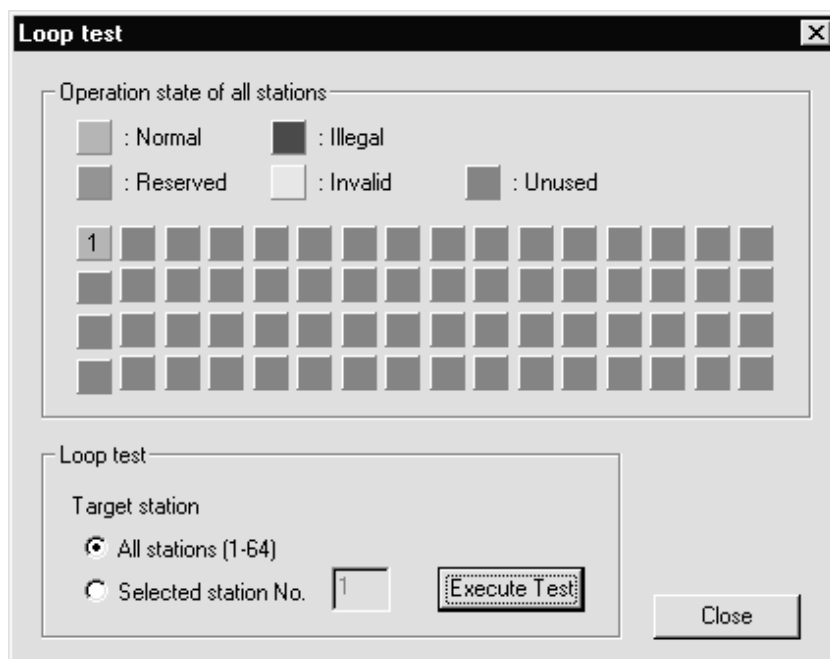 Loop test
Operation state of all stations
: Normal : Illegal
: Reserved : Invalid : Unused
1
Loop test
Target station
All stations (1-64)
Selected station No. 1 Execute Test
Close